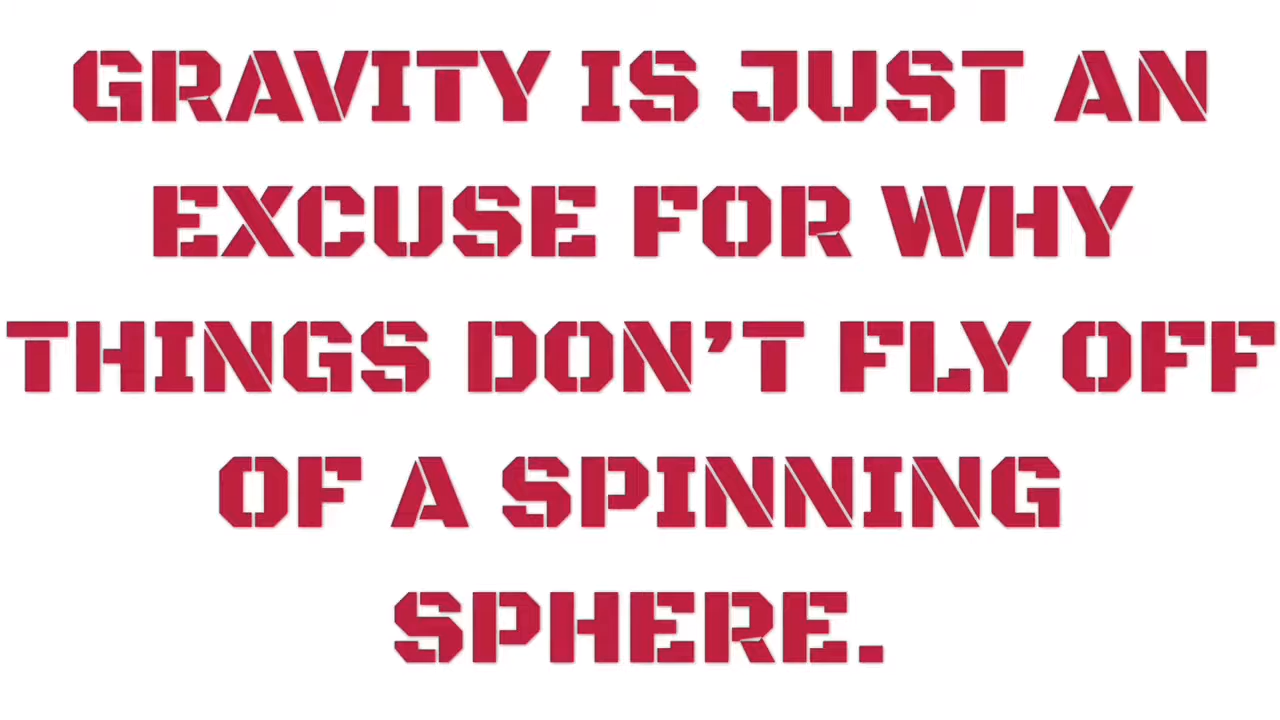 GRAVITY IS JUST AN
EXCUSE FOR WHY
THINGS DON’T FLY OFF
OF A SPINNING
SPHERE.